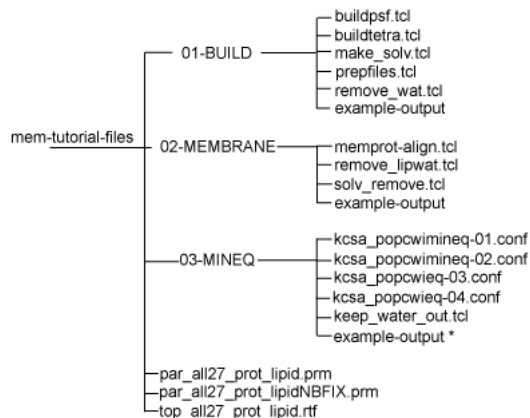 buildpsf.tcl
buildtetra.tcl
01-BUILD
make_solv.tcl
prepfiles.tcl
remove_wat.tcl
example-output
mem-tutorial-files
02-MEMBRANE
memprot-align.tcl
remove_lipwat.tcl
solv_remove.tcl
example-output
kcsa_popcwimineq-01.conf
kcsa_popcwimineq-02.conf
03-MINEQ
kcsa_popcwieq-03.conf
kcsa_popcwieq-04.conf
keep_water_out.tcl
example-output *
par_all27_prot_lipid.prm
par_all27_prot_lipidNBFIX.prm
top_all27_prot_lipid.rtf